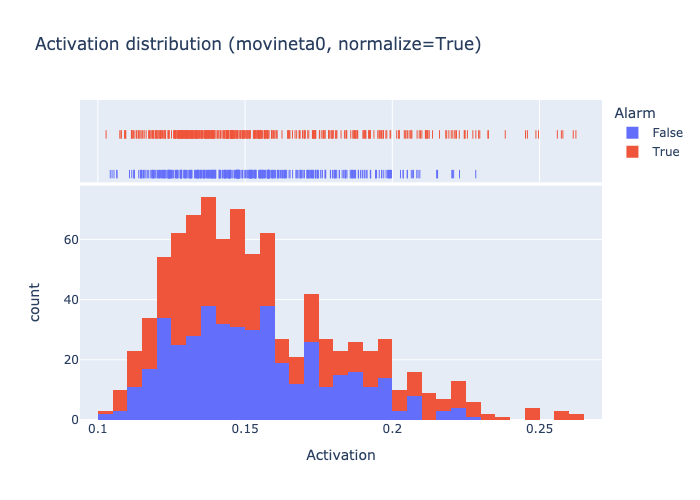 Activation distribution (movineta0, normalize=True)
Alarm
False
True
60
40
20
0
count
0.1
0.15
0.2
0.25
Activation